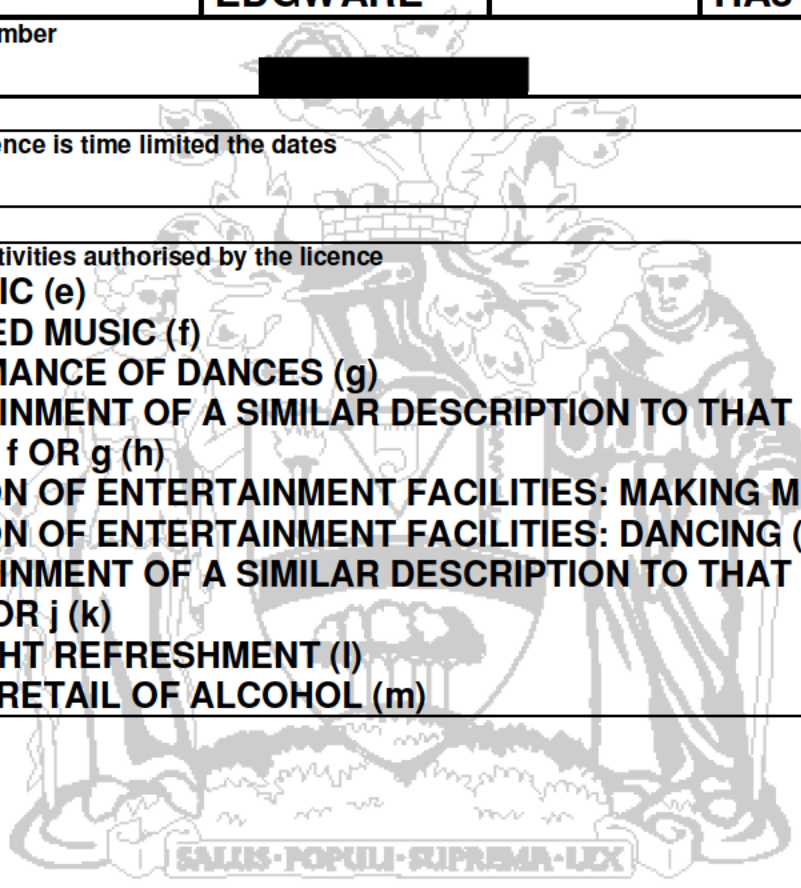 EDGWARE HAS
mber
ence is time limited the dates
tivities authorised by the licence
IC (e)
ED MUSIC (f)
MANCE OF DANCES (g)
INMENT OF A SIMILAR DESCRIPTION TO THAT
f OR g (h)
ON OF ENTERTAINMENT FACILITIES: MAKING M
ON OF ENTERTAINMENT FACILITIES: DANCING (
INMENT OF A SIMILAR DESCRIPTION TO THAT
OR j (k)
HT REFRESHMENT (l)
RETAIL OF ALCOHOL (m)
SALUS·POPULI·SUPREMA·LEX